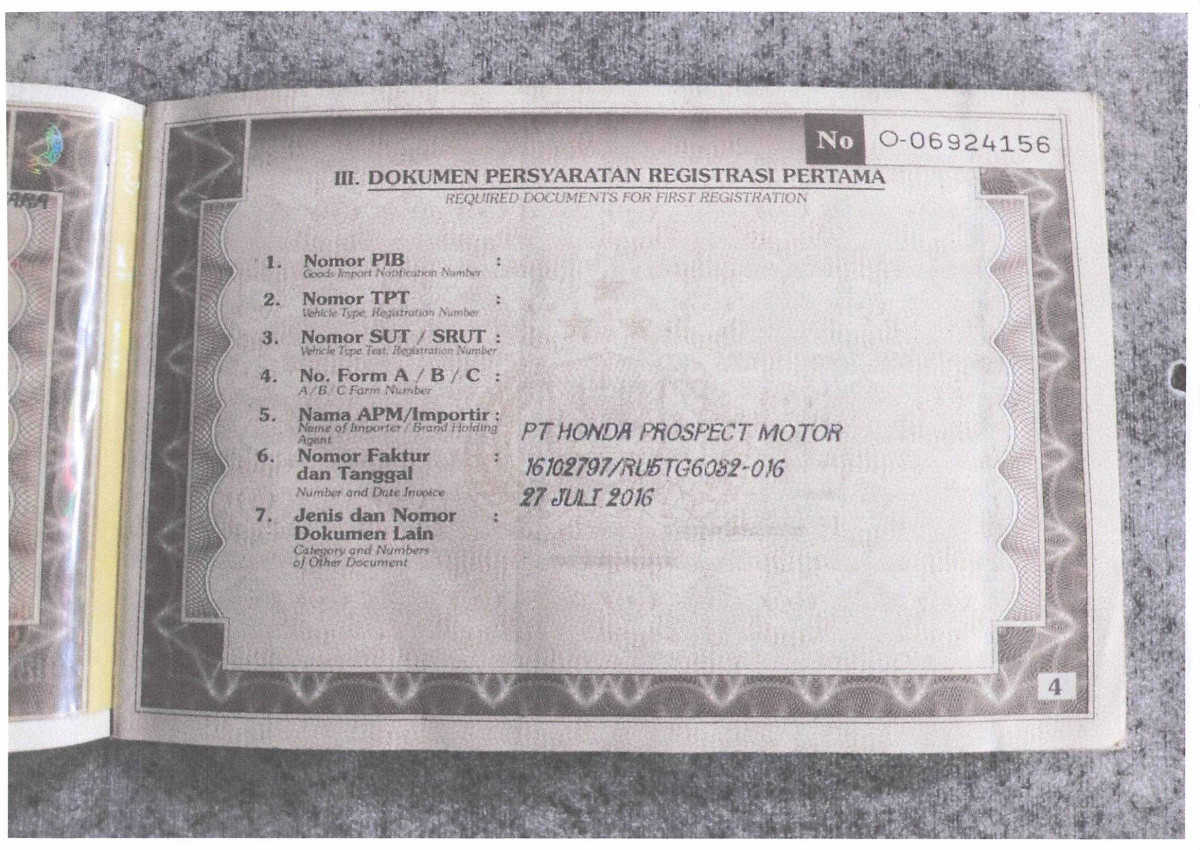 ARA
No O-06924156
III. DOKUMEN PERSYARATAN REGISTRASI PERTAMA
REQUIRED DOCUMENTS FOR FIRST REGISTRATION
1. Nomor PIB :
Goods Import Notification Number
2. Nomor TPT :
Vehicle Type, Registration Number
3. Nomor SUT / SRUT :
Vehicle Type Test, Registration Number
4. No. Form A / B / C :
A / B / C Form Number
5. Nama APM/Importir : PT HONDA PROSPECT MOTOR
Name of Importer / Brand Holding
Agent
6. Nomor Faktur : 16102797/RU5TG6032-016
dan Tanggal 27 JULI 2016
Number and Date Invoice
7. Jenis dan Nomor :
Dokumen Lain
Category and Numbers
of Other Document
4